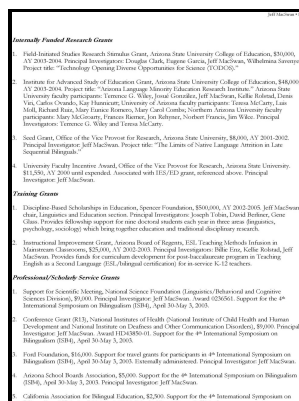 Jeff MacSwan •
Internally Funded Research Grants
1. Field-Initiated Studies Research Stimulus Grant, Arizona State University College of Education, $30,000,
AY 2003-2004. Principal Investigators: Douglas Clark, Eugene Garcia, Jeff MacSwan, Wilhelmina Savenye.
Project title: "Technology Opening Diverse Opportunities for Science (TODOS)."
2. Institute for Advanced Study of Education Grant, Arizona State University College of Education, $48,000,
AY 2003-2004. Project title: "Arizona Language Minority Education Research Institute." Arizona State
University faculty participants: Terrence G. Wiley, Josué González, Jeff MacSwan, Kellie Rolstad, Denis
Viri, Carlos Ovando, Kay Hunnicutt; University of Arizona faculty participants: Teresa McCarty, Luis
Moll, Richard Ruiz, Mary Eunice Romero, Mary Carol Combs; Northern Arizona University faculty
participants: Mary McGroarty, Frances Riemer, Jon Reyhner, Norbert Francis, Jim Wilce. Principal
Investigators: Terrence G. Wiley and Teresa McCarty.
3. Seed Grant, Office of the Vice Provost for Research, Arizona State University, $8,000, AY 2001-2002.
Principal Investigator: Jeff MacSwan. Project title: "The Limits of Native Language Attrition in Late
Sequential Bilinguals."
4. University Faculty Incentive Award, Office of the Vice Provost for Research, Arizona State University.
$11,550, AY 2000 until expended. Associated with IES/ED grant, referenced above. Principal
Investigator: Jeff MacSwan.
Training Grants
1. Discipline-Based Scholarships in Education, Spencer Foundation, $500,000, AY 2002-2005. Jeff MacSwan,
chair, Linguistics and Education section. Principal Investigators: Joseph Tobin, David Berliner, Gene
Glass. Provides fellowship support for nine doctoral students each year in three areas (linguistics,
psychology, sociology) which bring together education and traditional disciplinary research.
2. Instructional Improvement Grant, Arizona Board of Regents, ESL Teaching Methods Infusion in
Mainstream Classrooms, $25,000, AY 2002-2003. Principal Investigators: Billie Enz, Kellie Rolstad, Jeff
MacSwan. Provides funds for curriculum development for post-baccalaureate program in Teaching
English as a Second Language (ESL/bilingual certification) for in-service K-12 teachers.
Professional/Scholarly Service Grants
1. Support for Scientific Meeting, National Science Foundation (Linguistics/Behavioral and Cognitive
Sciences Division), $9,000. Principal Investigator: Jeff MacSwan. Award 0236561. Support for the 4th
International Symposium on Bilingualism (ISB4), April 30-May 3, 2003.
2. Conference Grant (R13), National Institutes of Health (National Institute of Child Health and Human
Development and National Institute on Deafness and Other Communication Disorders), $9,000. Principal
Investigator: Jeff MacSwan. Award HD43850-01. Support for the 4th International Symposium on
Bilingualism (ISB4), April 30-May 3, 2003.
3. Ford Foundation, $16,000. Support for travel grants for participants in 4th International Symposium on
Bilingualism (ISB4), April 30-May 3, 2003. Externally administered. Principal Investigator: Jeff MacSwan.
4. Arizona School Boards Association, $5,000. Support for the 4th International Symposium on Bilingualism
(ISB4), April 30-May 3, 2003. Principal Investigator: Jeff MacSwan.
5. California Association for Bilingual Education, $2,500. Support for the 4th International Symposium on